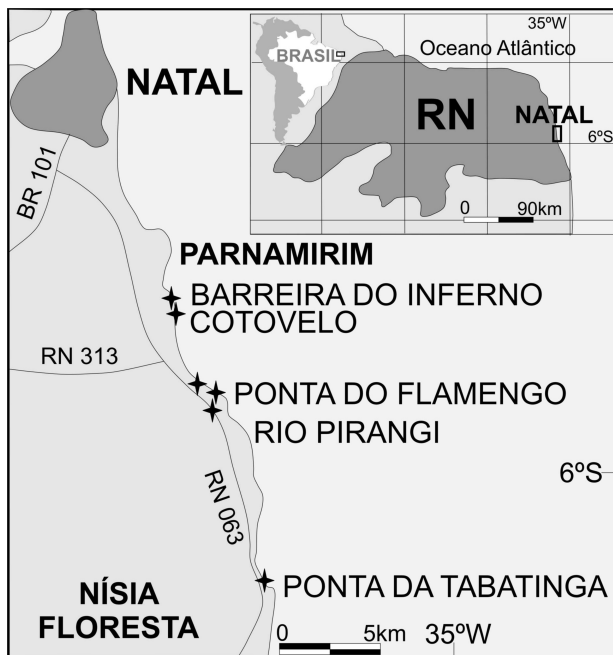 35ºW
Oceano Atlântico
BRASIL
NATAL
RN
NATAL
6ºS
BR 101
0 90km
PARNAMIRIM
BARREIRA DO INFERNO
COTOVELO
RN 313
PONTA DO FLAMENGO
RIO PIRANGI
6ºS
RN 063
PONTA DA TABATINGA
NÍSIA
FLORESTA
0 5km
35ºW